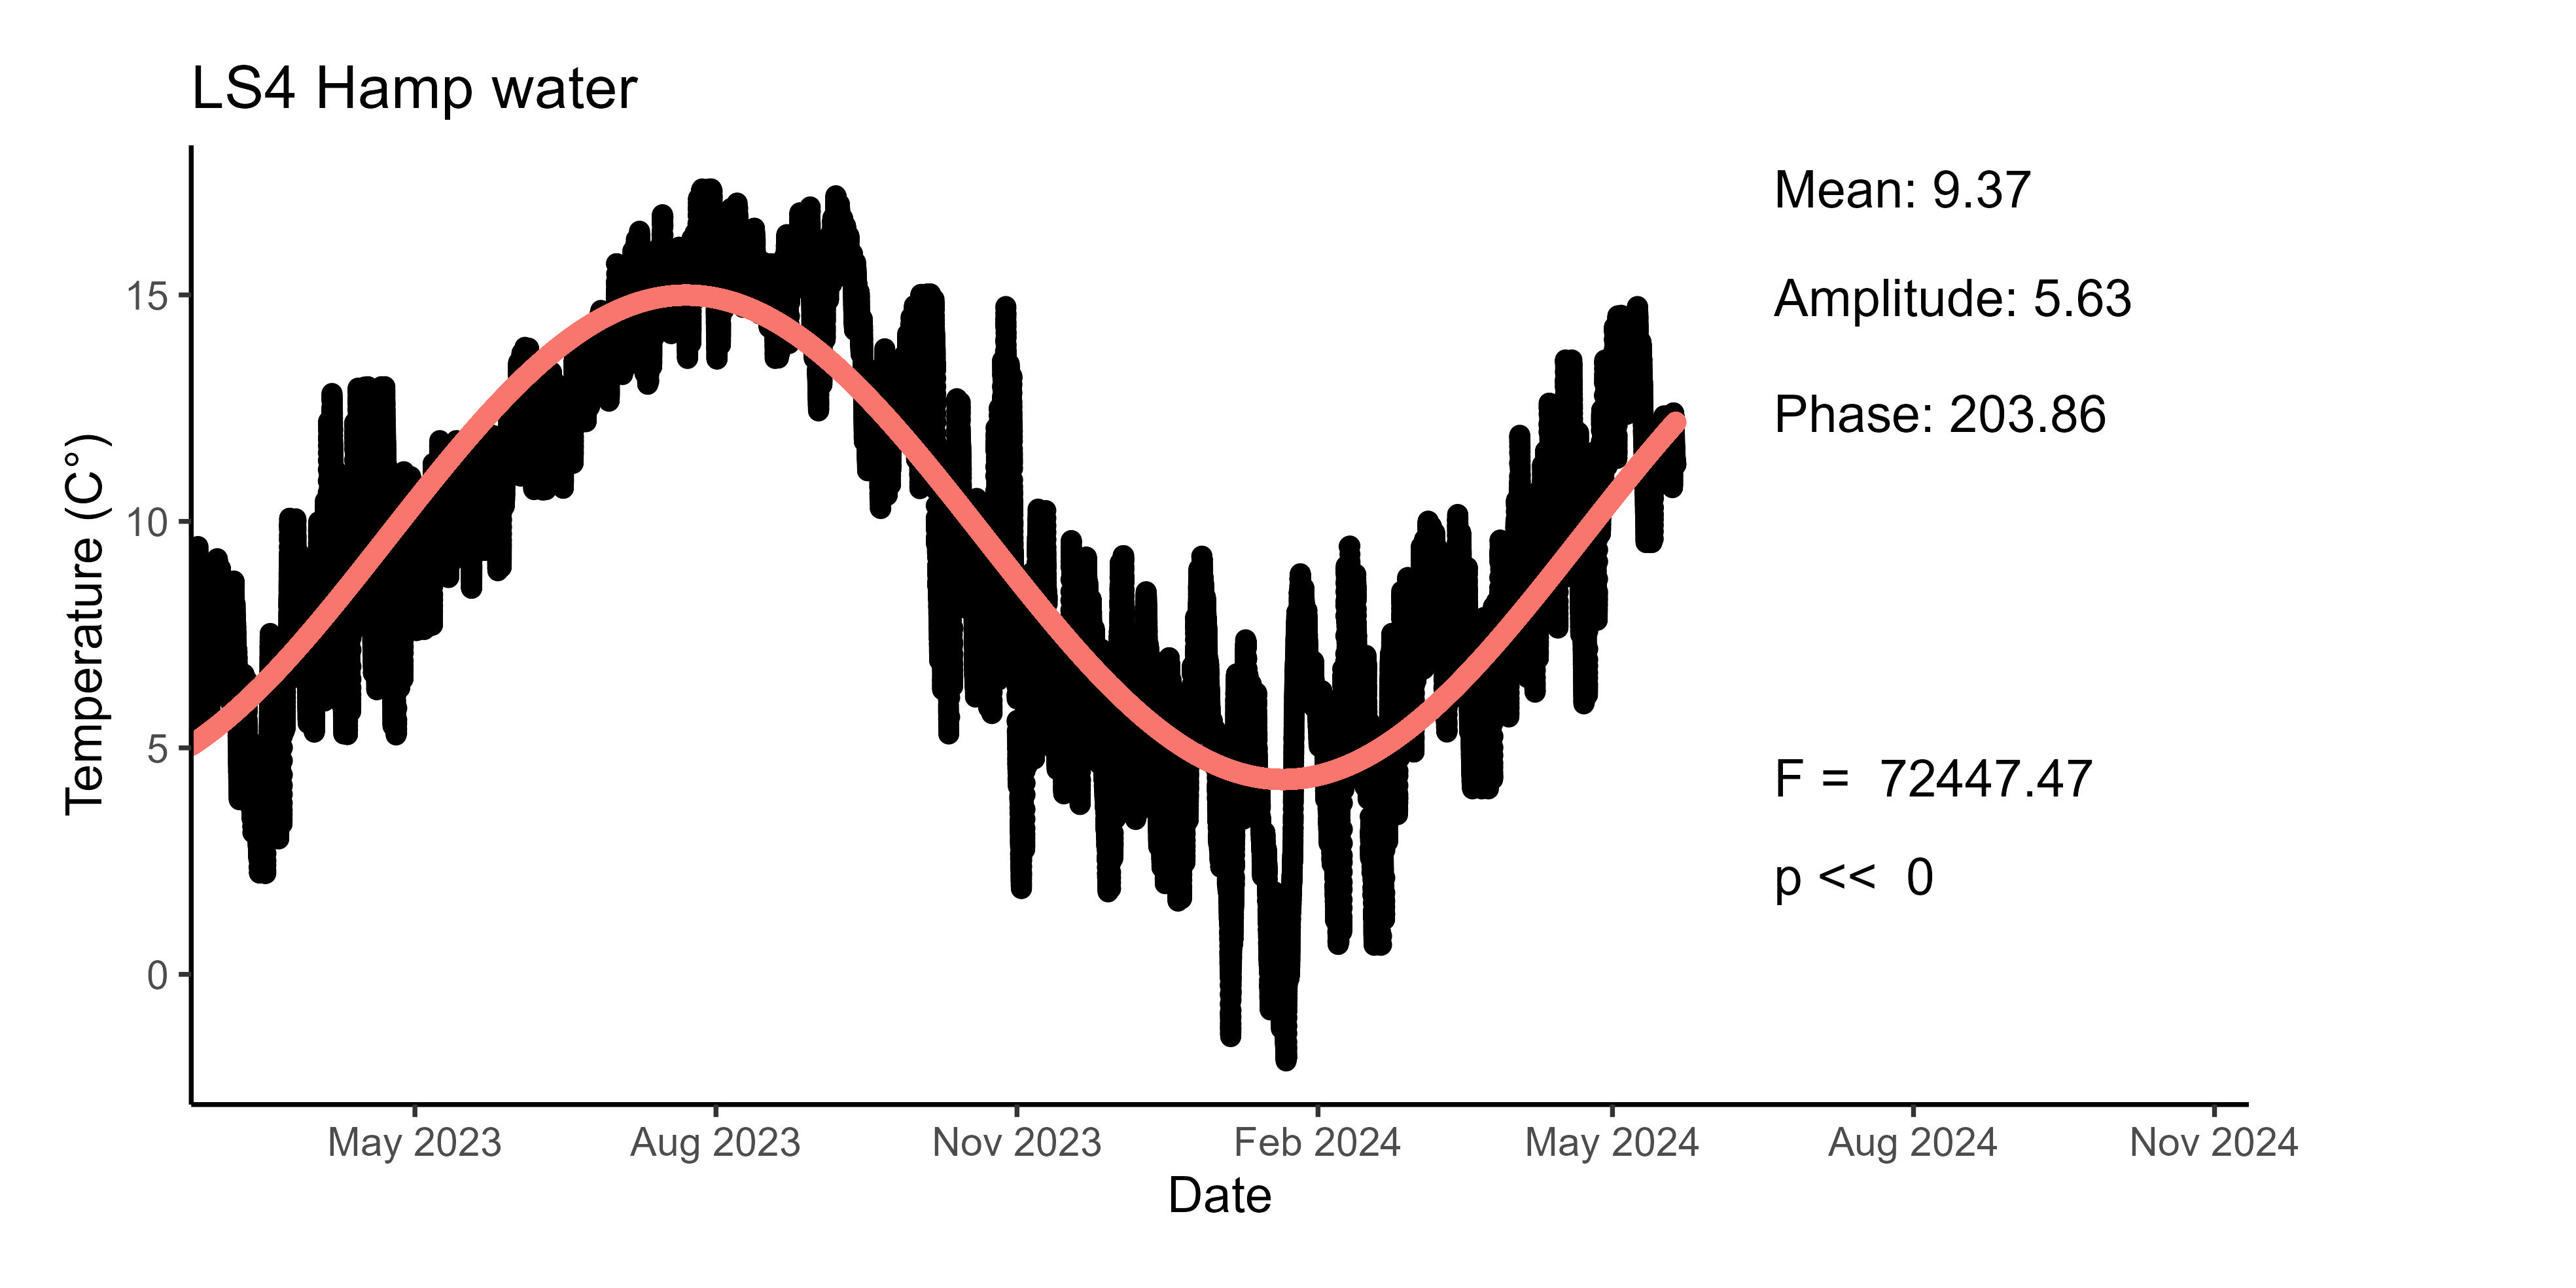 LS4 Hamp water
Mean: 9.37
Amplitude: 5.63
Phase: 203.86
F =  72447.47
p <<  0
Temperature (C°)
15
10
5
0
May 2023
Aug 2023
Nov 2023
Feb 2024
May 2024
Aug 2024
Nov 2024
Date